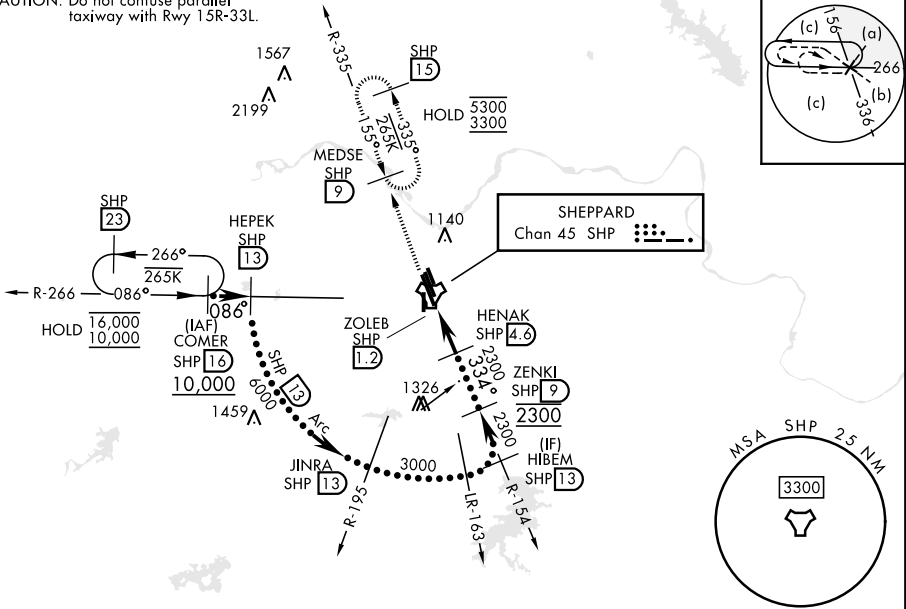 AUTION: Do not confuse parallel
taxiway with Rwy 15R-33L.
1567
2199
R-335
SHP
15
HOLD 5300
3300
335°
265K
155°
MEDSE
SHP
9
1140
SHEPPARD
Chan 45 SHP
156
(a)
(c)
266
(b)
(c)
336
SHP
23
HEPEK
SHP
13
266°
265K
R-266
086°
086°
HOLD 16,000
10,000
(IAF)
COMER
SHP 16
10,000
1459
SHP 13
Arc
6000
ZOLEB
SHP
1.2
HENAK
SHP 4.6
2300
334°
ZENKI
SHP 9
2300
2300
1326
(IF)
HIBEM
SHP 13
JINRA
SHP 13
3000
R-195
LR-163
R-154
MSA SHP 25 NM
3300